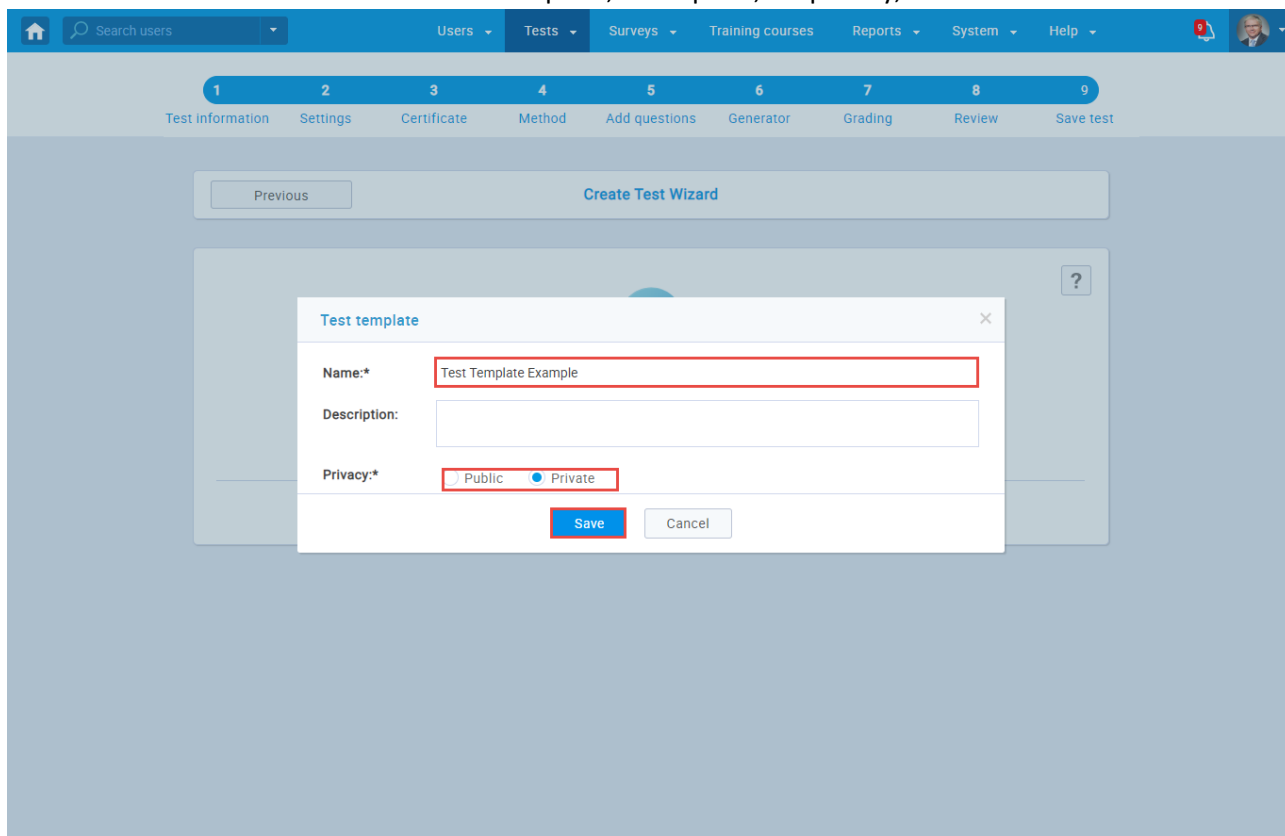 Search users Users Tests Surveys Training courses Reports System Help 9
1 2 3 4 5 6 7 8 9
Test information Settings Certificate Method Add questions Generator Grading Review Save test
Previous Create Test Wizard
?
Test template
Name:* Test Template Example
Description:
Privacy:* Public Private
Save Cancel